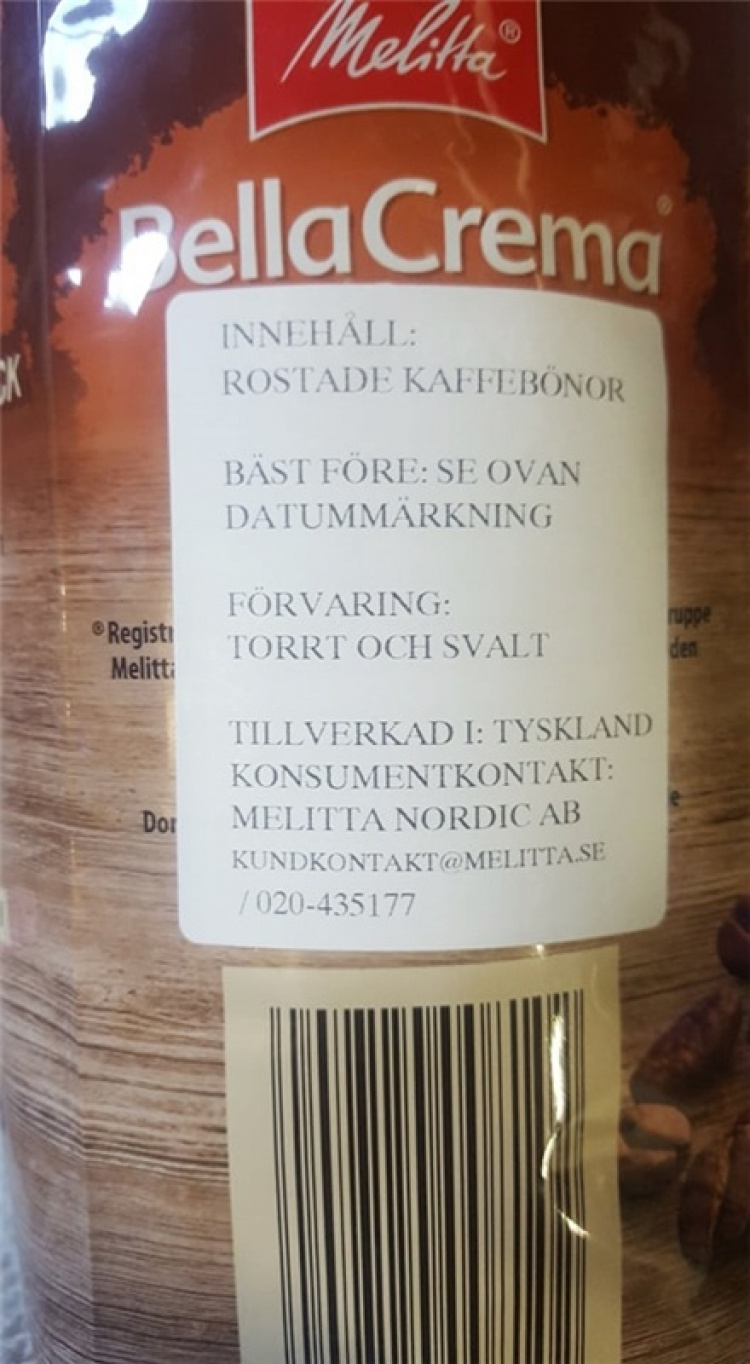 Melitta®
BellaCrema®
INNEHÅLL:
ROSTADE KAFFEBÖNOR
BÄST FÖRE: SE OVAN
DATUMMÄRKNING
FÖRVARING:
TORRT OCH SVALT
TILLVERKAD I: TYSKLAND
KONSUMENTKONTAKT:
MELITTA NORDIC AB
KUNDKONTAKT@MELITTA.SE
/ 020-435177